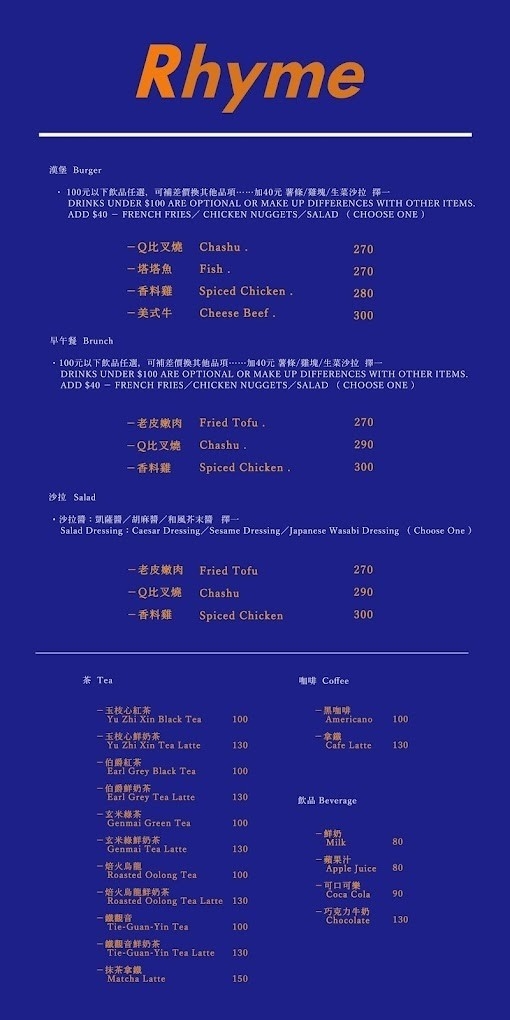 Rhyme
漢堡 Burger
· 100元以下飲品任選，可補差價換其他品項……加40元 薯條/雞塊/生菜沙拉 擇一
DRINKS UNDER $100 ARE OPTIONAL OR MAKE UP DIFFERENCES WITH OTHER ITEMS.
ADD $40 － FRENCH FRIES／ CHICKEN NUGGETS／SALAD （ CHOOSE ONE ）
－Q比叉燒 Chashu . 270
－塔塔魚 Fish . 270
－香料雞 Spiced Chicken . 280
－美式牛 Cheese Beef . 300
早午餐 Brunch
· 100元以下飲品任選，可補差價換其他品項……加40元 薯條/雞塊/生菜沙拉 擇一
DRINKS UNDER $100 ARE OPTIONAL OR MAKE UP DIFFERENCES WITH OTHER ITEMS.
ADD $40 － FRENCH FRIES／CHICKEN NUGGETS／SALAD （ CHOOSE ONE ）
－老皮嫩肉 Fried Tofu . 270
－Q比叉燒 Chashu . 290
－香料雞 Spiced Chicken . 300
沙拉 Salad
· 沙拉醬：凱薩醬／胡麻醬／和風芥末醬 擇一
Salad Dressing：Caesar Dressing／Sesame Dressing／Japanese Wasabi Dressing （ Choose One ）
－老皮嫩肉 Fried Tofu 270
－Q比叉燒 Chashu 290
－香料雞 Spiced Chicken 300
茶 Tea
－玉枝心紅茶
Yu Zhi Xin Black Tea 100
－玉枝心鮮奶茶
Yu Zhi Xin Tea Latte 130
－伯爵紅茶
Earl Grey Black Tea 100
－伯爵鮮奶茶
Earl Grey Tea Latte 130
－玄米綠茶
Genmai Green Tea 100
－玄米綠鮮奶茶
Genmai Tea Latte 130
－焙火烏龍
Roasted Oolong Tea 100
－焙火烏龍鮮奶茶
Roasted Oolong Tea Latte 130
－鐵觀音
Tie-Guan-Yin Tea 100
－鐵觀音鮮奶茶
Tie-Guan-Yin Tea Latte 130
－抹茶拿鐵
Matcha Latte 150
咖啡 Coffee
－黑咖啡
Americano 100
－拿鐵
Cafe Latte 130
飲品 Beverage
－鮮奶
Milk 80
－蘋果汁
Apple Juice 80
－可口可樂
Coca Cola 90
－巧克力牛奶
Chocolate 130